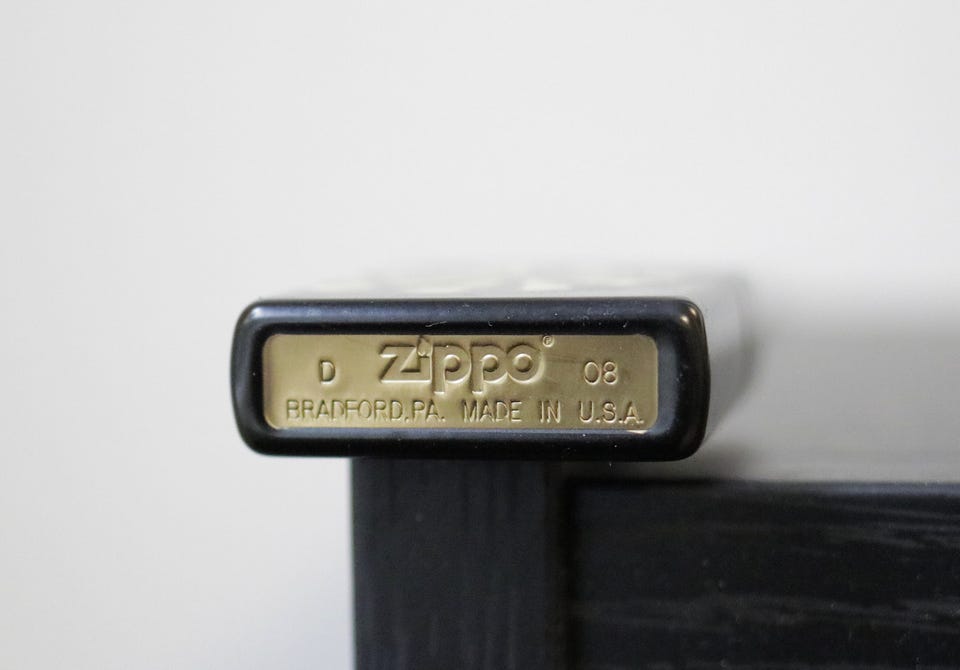 D zippo® 08
BRADFORD, PA. MADE IN U.S.A.